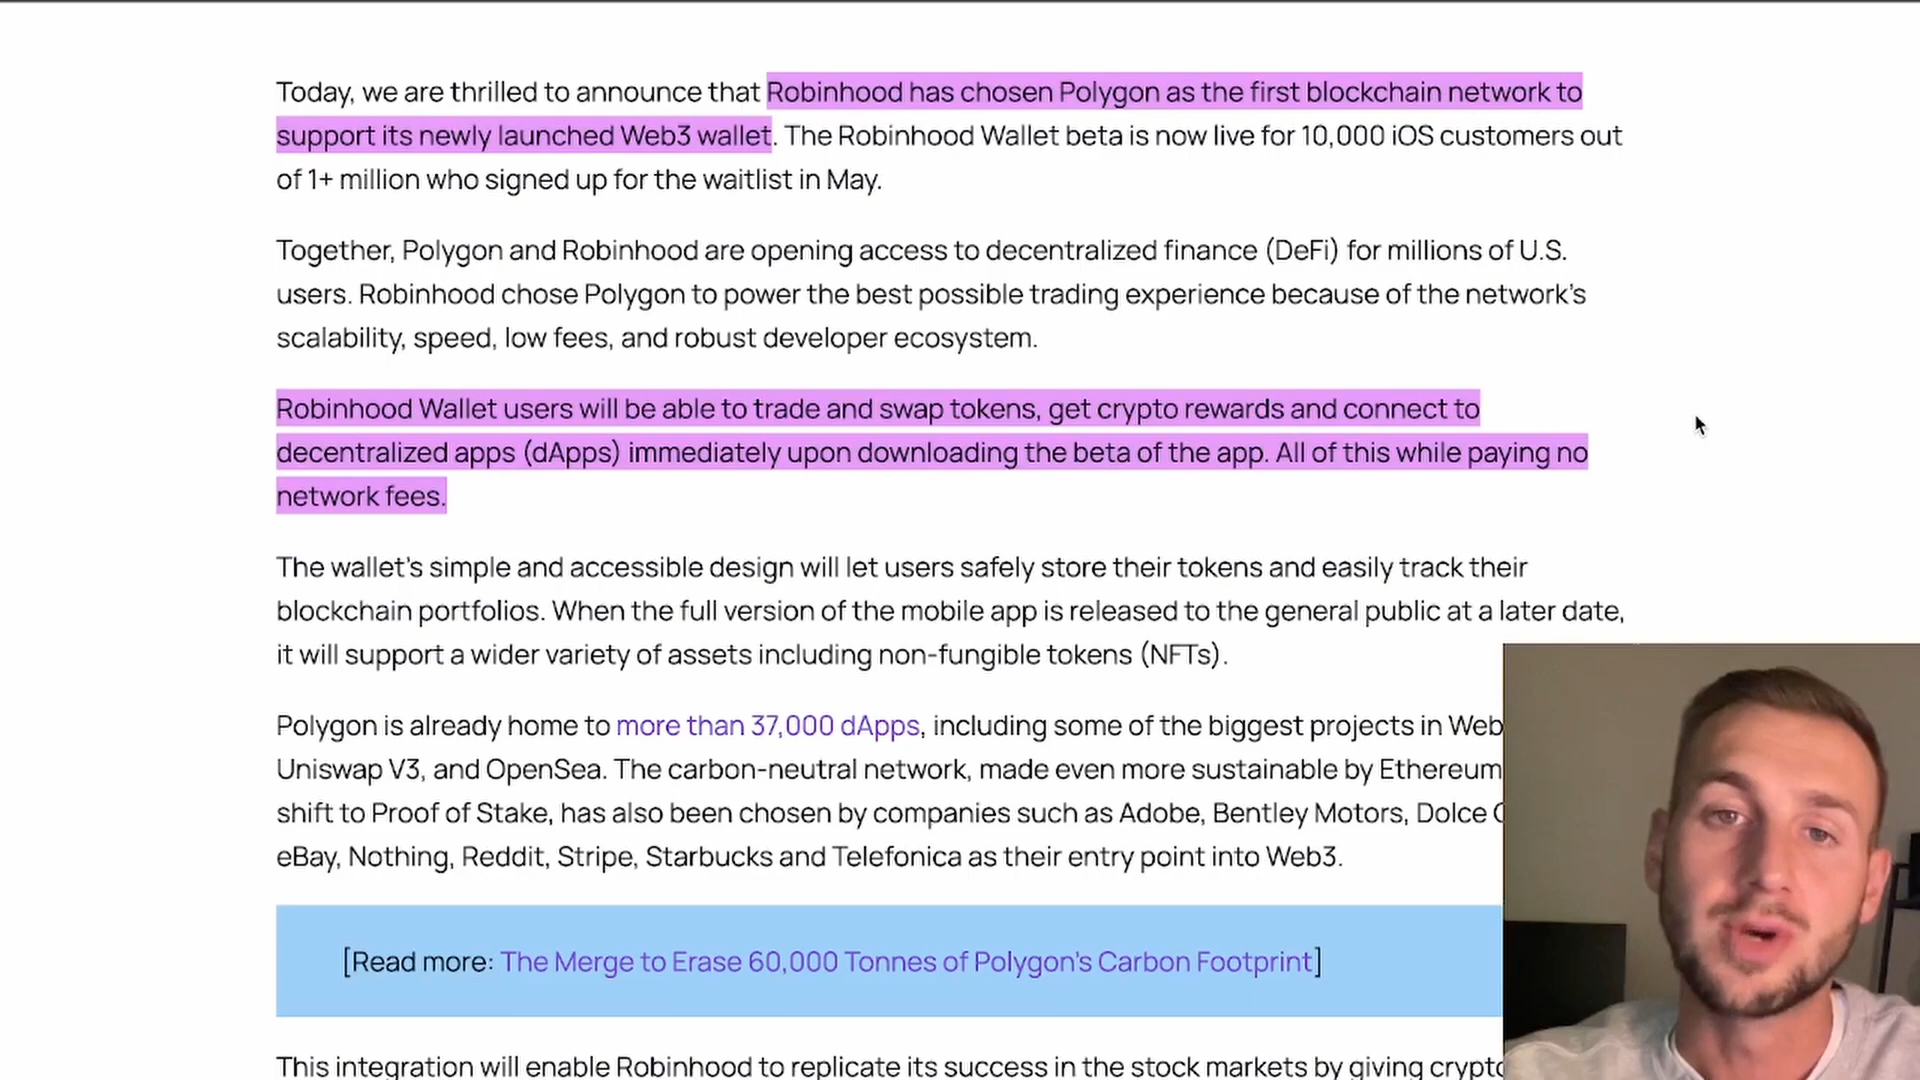 Today, we are thrilled to announce that Robinhood has chosen Polygon as the first blockchain network to
support its newly launched Web3 wallet. The Robinhood Wallet beta is now live for 10,000 iOS customers out
of 1+ million who signed up for the waitlist in May.
Together, Polygon and Robinhood are opening access to decentralized finance (DeFi) for millions of U.S.
users. Robinhood chose Polygon to power the best possible trading experience because of the network’s
scalability, speed, low fees, and robust developer ecosystem.
Robinhood Wallet users will be able to trade and swap tokens, get crypto rewards and connect to
decentralized apps (dApps) immediately upon downloading the beta of the app. All of this while paying no
network fees.
The wallet’s simple and accessible design will let users safely store their tokens and easily track their
blockchain portfolios. When the full version of the mobile app is released to the general public at a later date,
it will support a wider variety of assets including non-fungible tokens (NFTs).
Polygon is already home to more than 37,000 dApps, including some of the biggest projects in Web
Uniswap V3, and OpenSea. The carbon-neutral network, made even more sustainable by Ethereum
shift to Proof of Stake, has also been chosen by companies such as Adobe, Bentley Motors, Dolce
eBay, Nothing, Reddit, Stripe, Starbucks and Telefonica as their entry point into Web3.
[Read more: The Merge to Erase 60,000 Tonnes of Polygon’s Carbon Footprint]
This integration will enable Robinhood to replicate its success in the stock markets by giving crypto